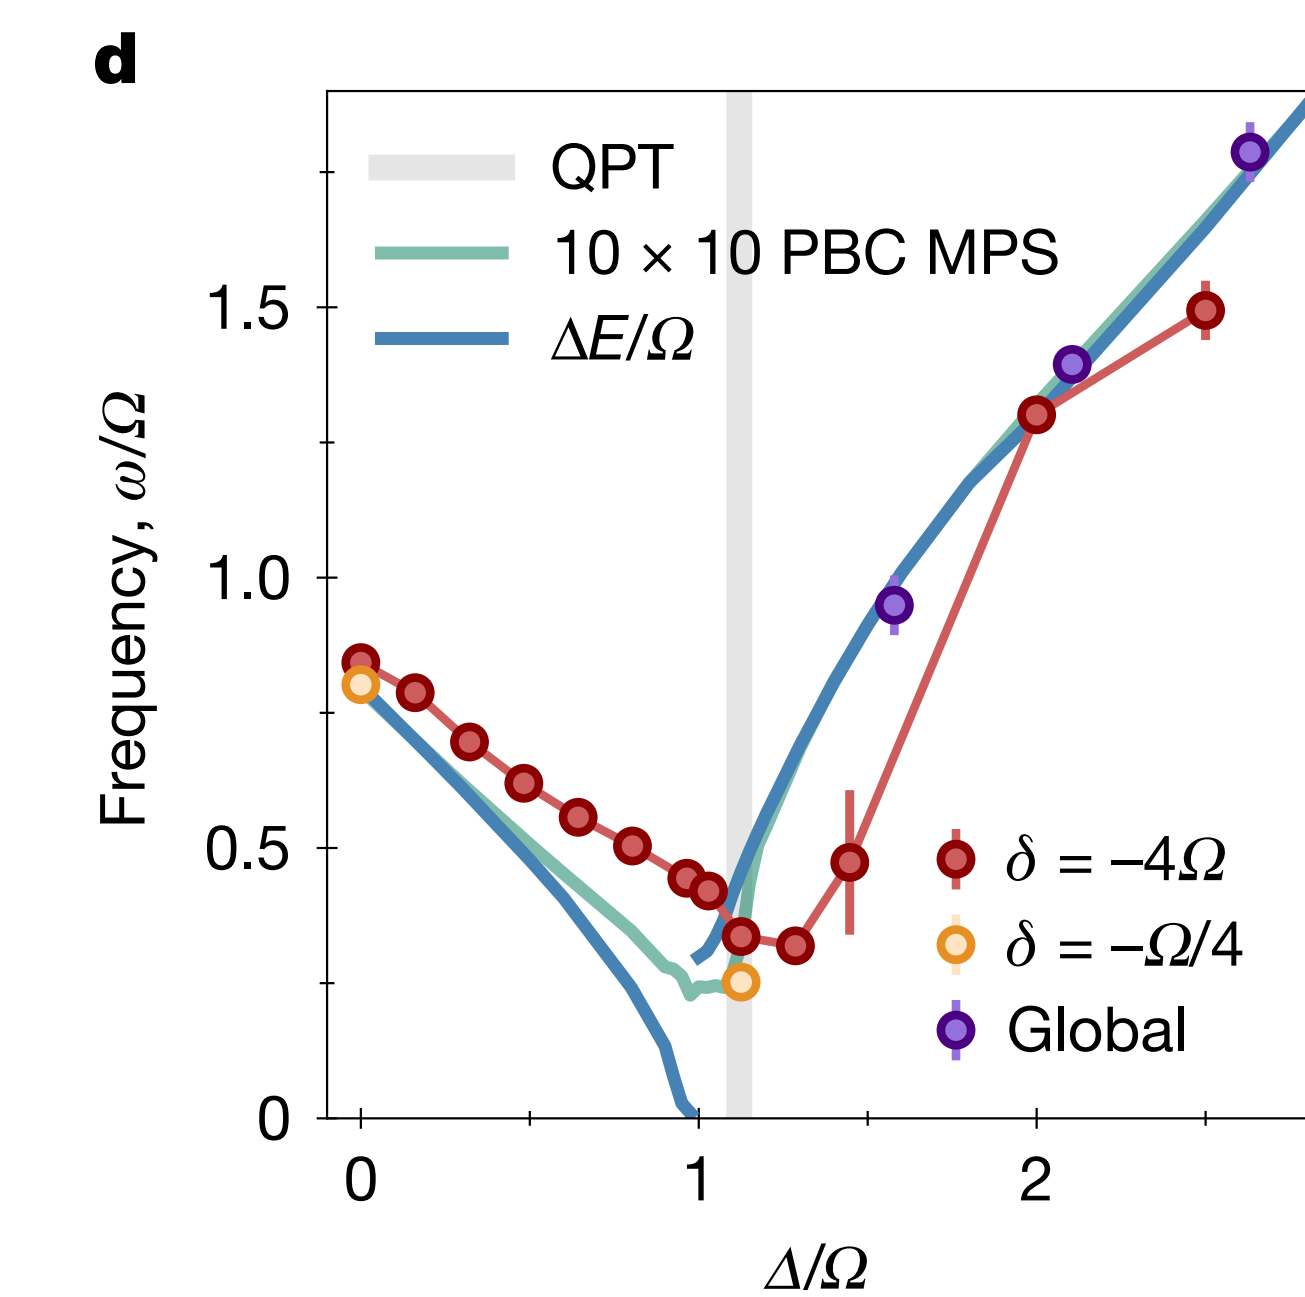 d
QPT
10 × 10 PBC MPS
ΔE/Ω
1.5
1.0
0.5
0
Frequency, ω/Ω
δ = −4Ω
δ = −Ω/4
Global
0 1 2
Δ/Ω